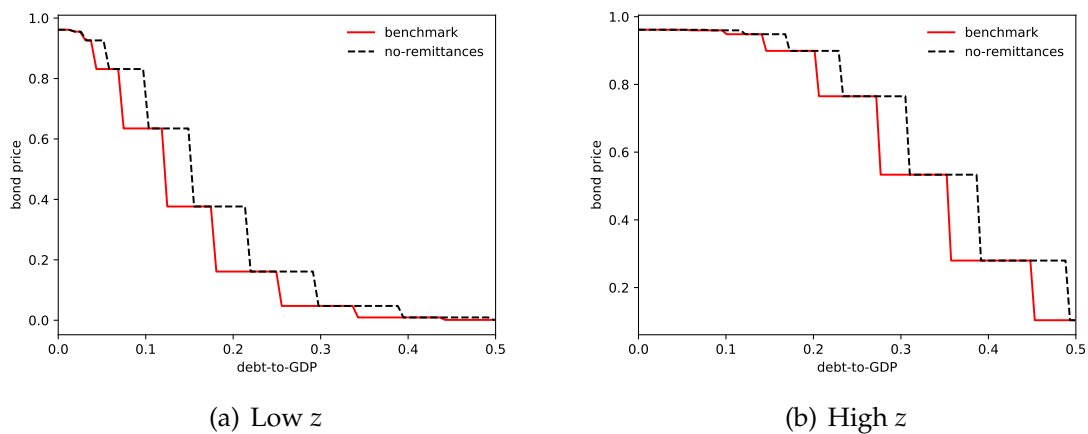 1.0
0.8
0.6
0.4
0.2
0.0
bond price
0.0 0.1 0.2 0.3 0.4 0.5
debt-to-GDP
benchmark
no-remittances
(a) Low z
1.0
0.8
0.6
0.4
0.2
bond price
0.0 0.1 0.2 0.3 0.4 0.5
debt-to-GDP
benchmark
no-remittances
(b) High z